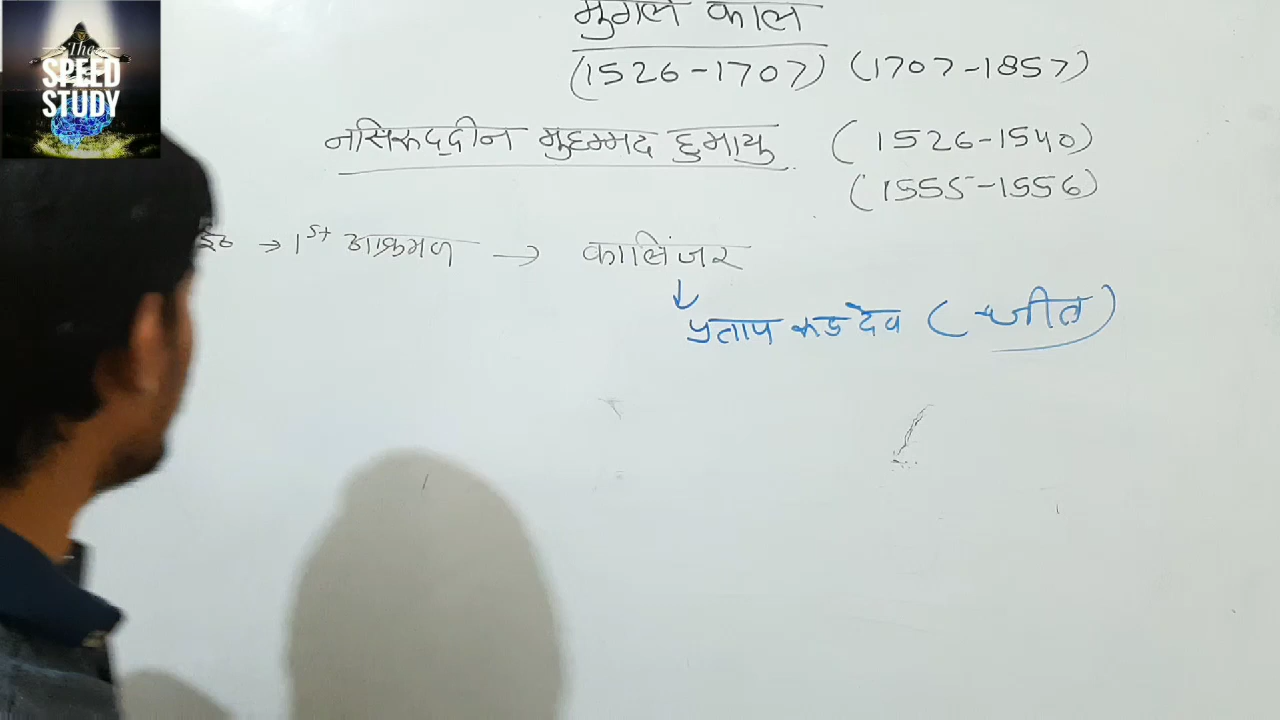 The
SPEED
STUDY
मुगल काल
(1526-1707) (1707-1857)
नसिरुद्दीन मुहम्मद हुमायु (1526-1540)
(1555-1556)
→ 1st आक्रमण → कालिंजर
↓
प्रताप रूद्र देव (जीत)